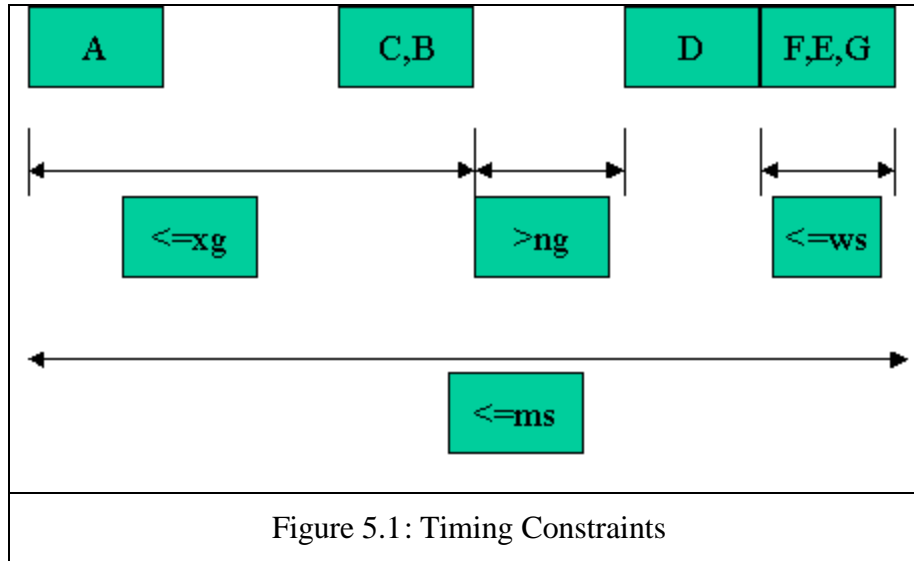 A C,B D F,E,G
<=xg >ng <=ws
<=ms
Figure 5.1: Timing Constraints